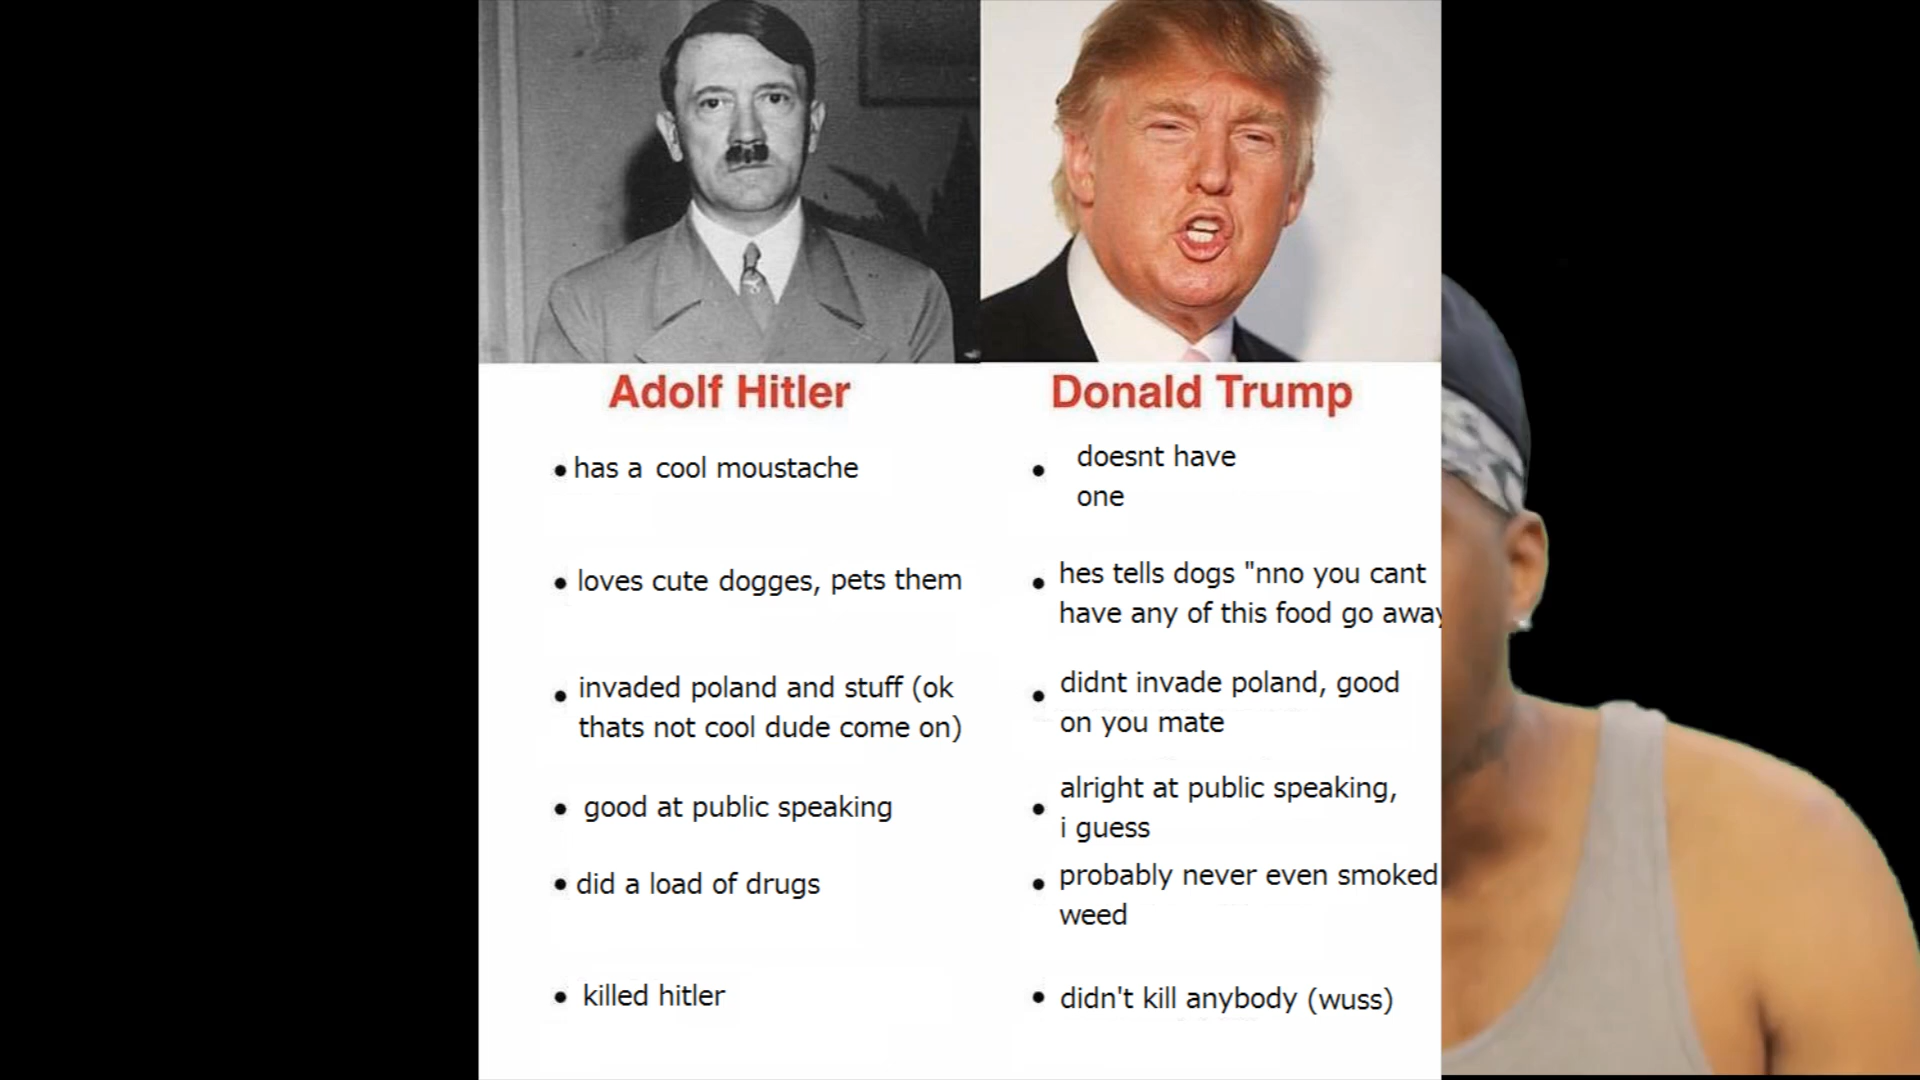 Adolf Hitler
has a cool moustache
loves cute dogges, pets them
invaded poland and stuff (ok
thats not cool dude come on)
good at public speaking
did a load of drugs
killed hitler
Donald Trump
doesnt have
one
hes tells dogs "nno you cant
have any of this food go away
didnt invade poland, good
on you mate
alright at public speaking,
i guess
probably never even smoked
weed
didn't kill anybody (wuss)